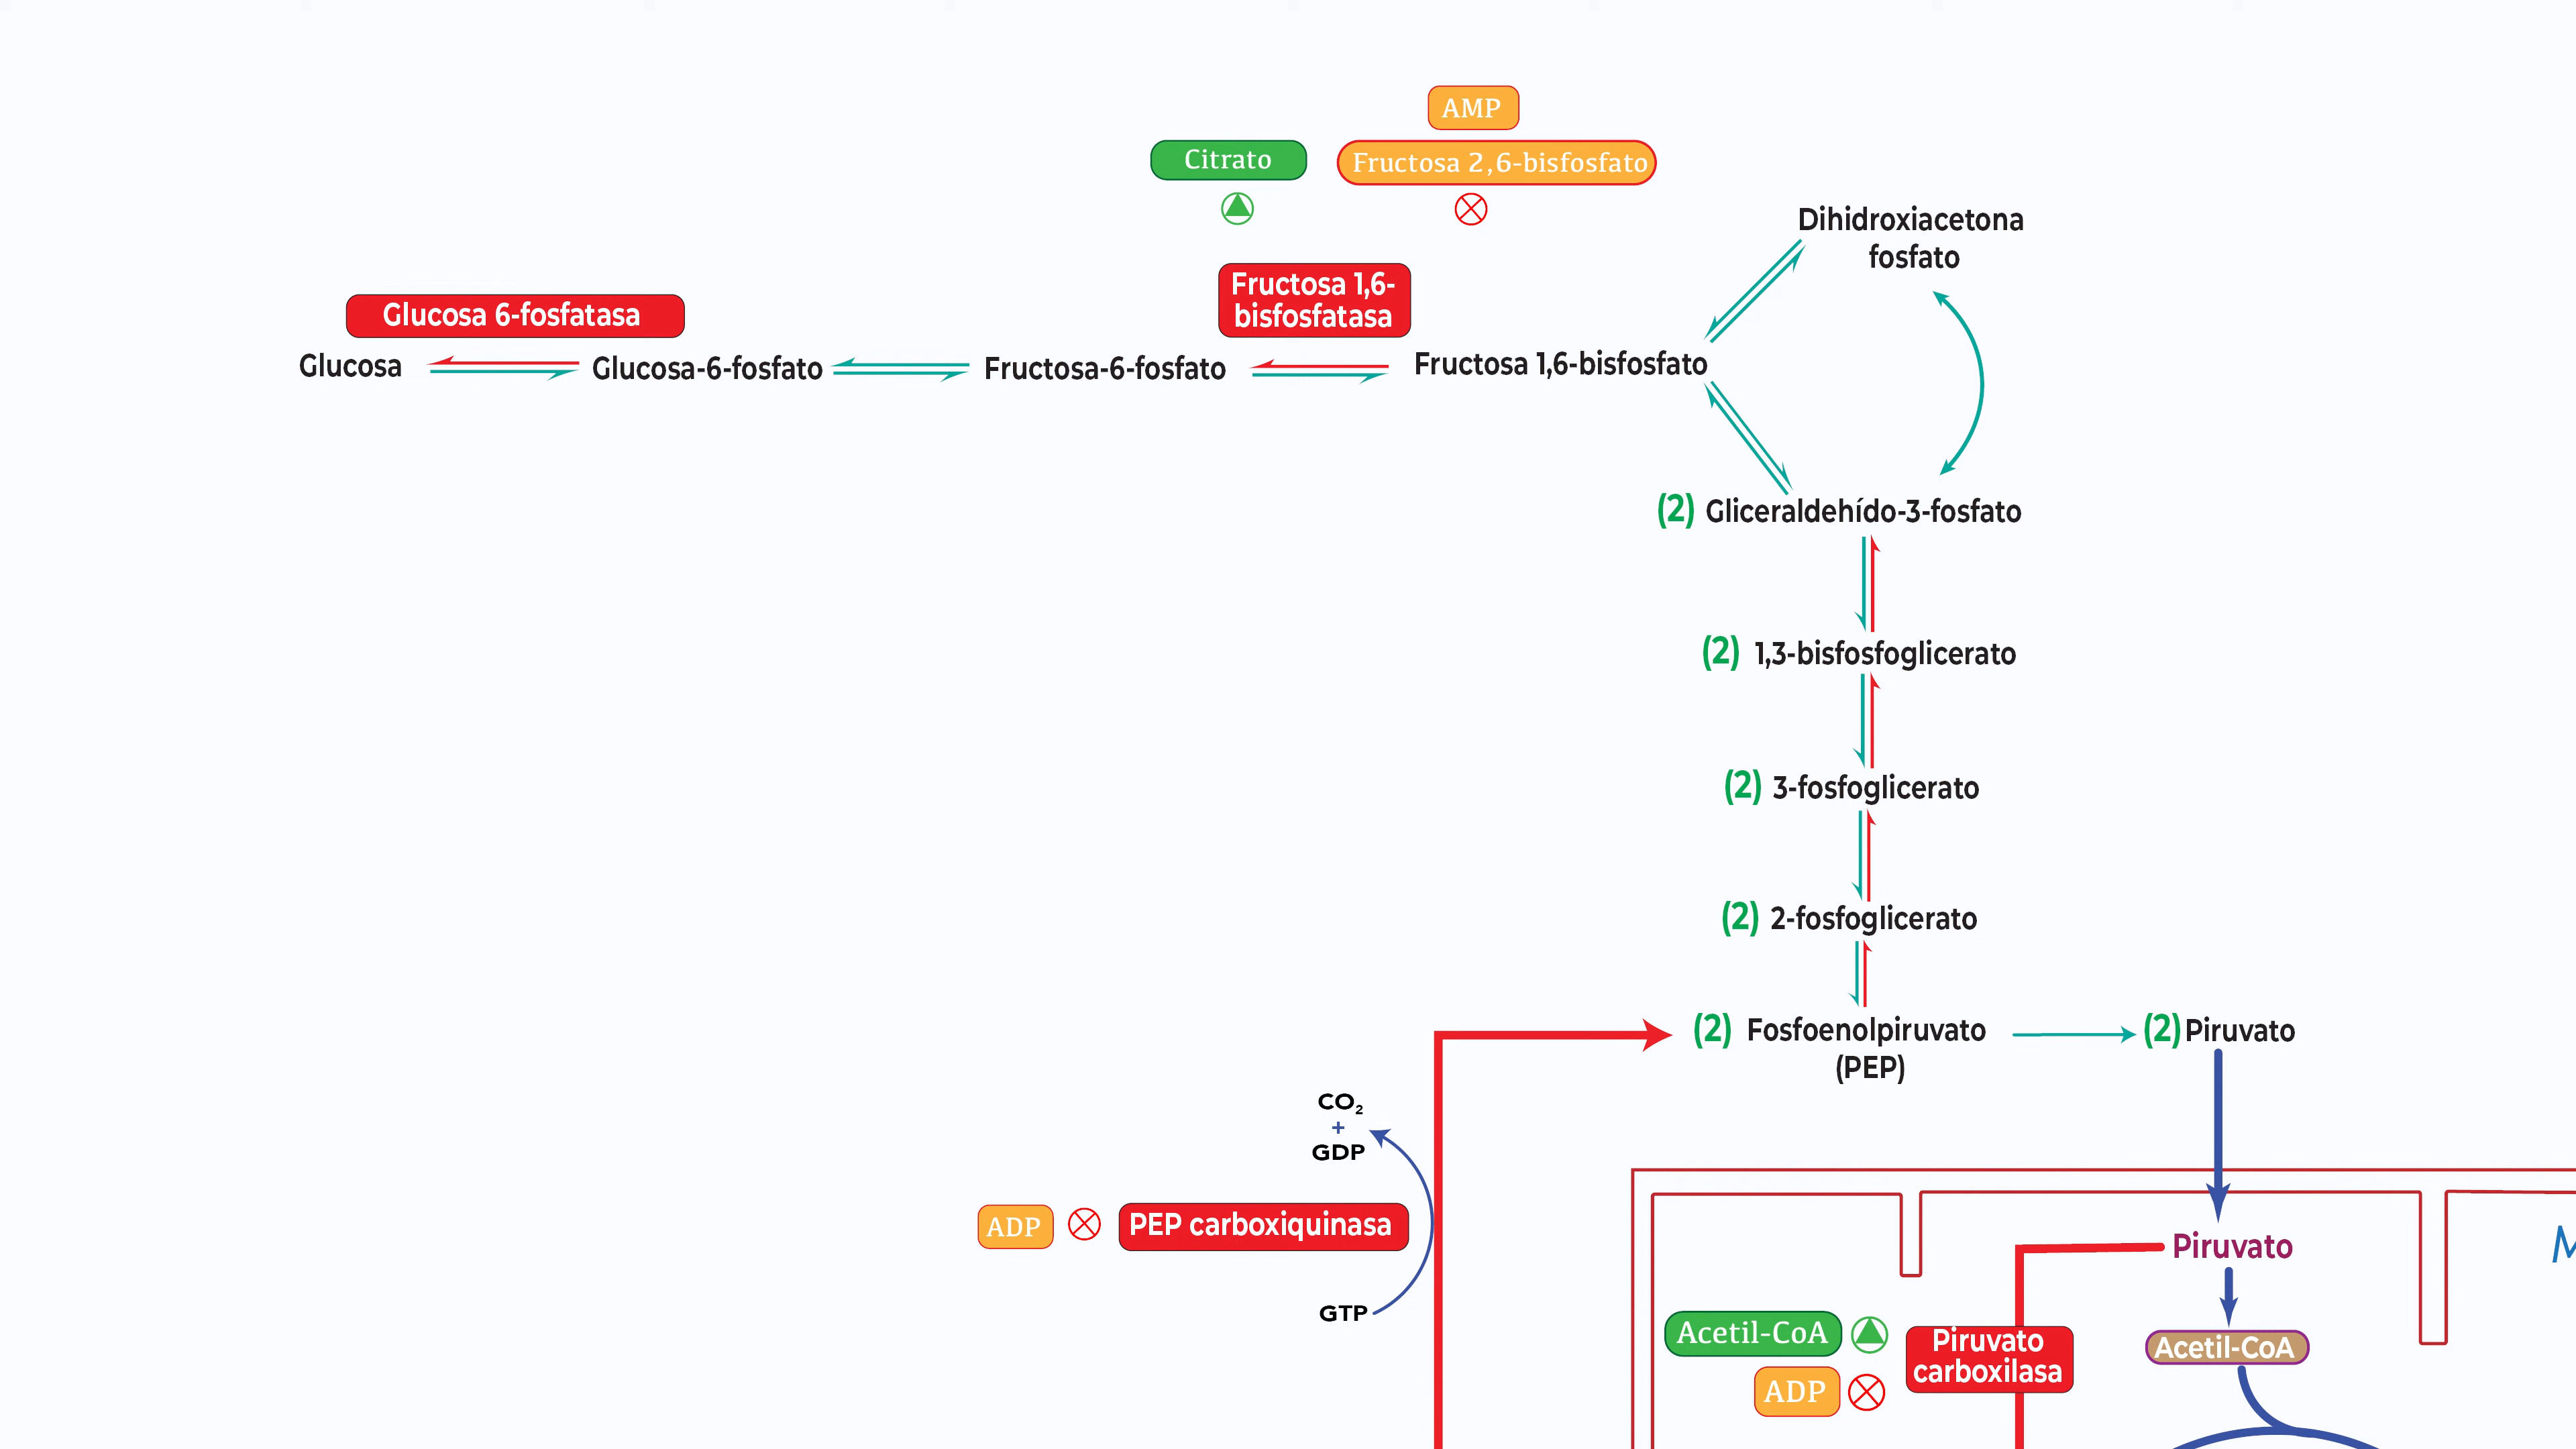 AMP
Citrato
Fructosa 2,6-bisfosfato
Dihidroxiacetona
fosfato
Glucosa 6-fosfatasa
Fructosa 1,6-
bisfosfatasa
Glucosa
Glucosa-6-fosfato
Fructosa-6-fosfato
Fructosa 1,6-bisfosfato
(2) Gliceraldehído-3-fosfato
(2) 1,3-bisfosfoglicerato
(2) 3-fosfoglicerato
(2) 2-fosfoglicerato
(2) Fosfoenolpiruvato
(PEP)
(2) Piruvato
CO₂
+
GDP
ADP
PEP carboxiquinasa
GTP
Piruvato
M
Acetil-CoA
ADP
Piruvato
carboxilasa
Acetil-CoA